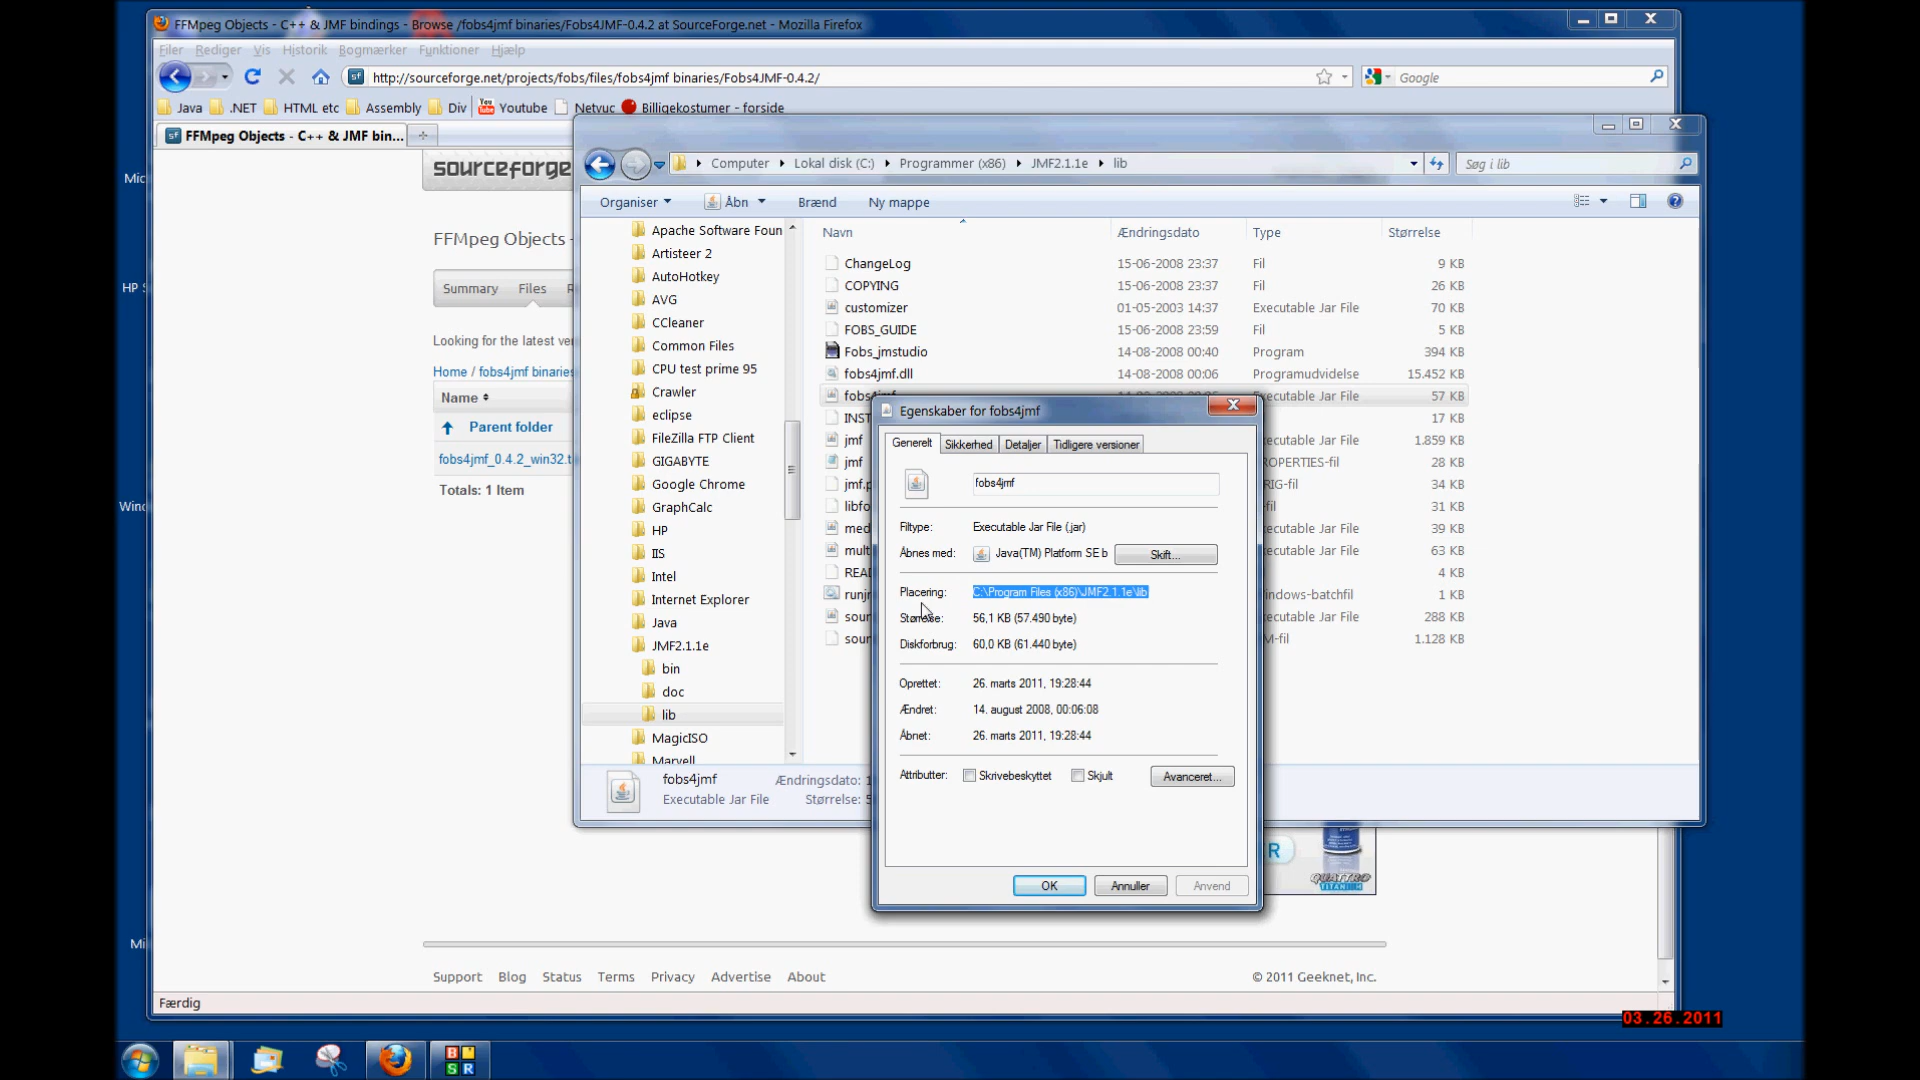 FFMpeg Objects - C++ & JMF bindings - Browse /fobs4jmf binaries/Fobs4JMF-0.4.2 at SourceForge.net - Mozilla Firefox
Filer Rediger Vis Historik Bogmærker Funktioner Hjælp
http://sourceforge.net/projects/fobs/files/fobs4jmf binaries/Fobs4JMF-0.4.2/
Google
Java .NET HTML etc Assembly Div Youtube Netvuc Billigekostumer - forside
FFMpeg Objects - C++ & JMF bin...
sourceforge
FFMpeg Objects -
Summary Files
Looking for the latest
Home / fobs4jmf binaries
Name
Parent folder
fobs4jmf_0.4.2_win32.t
Totals: 1 Item
Computer Lokal disk (C:) Programmer (x86) JMF2.1.1e lib
Søg i lib
Organiser Åbn Brænd Ny mappe
Apache Software Foun
Artisteer 2
AutoHotkey
AVG
CCleaner
Common Files
CPU test prime 95
Crawler
eclipse
FileZilla FTP Client
GIGABYTE
Google Chrome
GraphCalc
HP
IIS
Intel
Internet Explorer
Java
JMF2.1.1e
bin
doc
lib
MagicISO
Marvell
Navn Ændringsdato Type Størrelse
ChangeLog 15-06-2008 23:37 Fil 9 KB
COPYING 15-06-2008 23:37 Fil 26 KB
customizer 01-05-2003 14:37 Executable Jar File 70 KB
FOBS_GUIDE 15-06-2008 23:59 Fil 5 KB
Fobs_jmstudio 14-08-2008 00:40 Program 394 KB
fobs4jmf.dll 14-08-2008 00:06 Programudvidelse 15.452 KB
fobs4jmf Executable Jar File 57 KB
INST 17 KB
jmf ecutable Jar File 1.859 KB
jmf ROPERTIES-fil 28 KB
jmf.p RIG-fil 34 KB
libfo -fil 31 KB
med ecutable Jar File 39 KB
mult ecutable Jar File 63 KB
READ 4 KB
runjm indows-batchfil 1 KB
soun ecutable Jar File 288 KB
soun M-fil 1.128 KB
fobs4jmf Ændringsdato: 1
Executable Jar File Størrelse: 5
Egenskaber for fobs4jmf
Generelt Sikkerhed Detaljer Tidligere versioner
fobs4jmf
Filtype: Executable Jar File (.jar)
Åbnes med: Java(TM) Platform SE b Skift...
Placering: C:\Program Files (x86)\JMF2.1.1e\lib
Størrelse: 56,1 KB (57.490 byte)
Diskforbrug: 60,0 KB (61.440 byte)
Oprettet: 26. marts 2011, 19:28:44
Ændret: 14. august 2008, 00:06:08
Åbnet: 26. marts 2011, 19:28:44
Attributter: Skrivebeskyttet Skjult Avanceret...
OK Annuller Anvend
QUATTRO
TITANIUM
Mic
HP S
Wind
Mi
Support Blog Status Terms Privacy Advertise About
© 2011 Geeknet, Inc.
Færdig
03.26.2011
B
S R